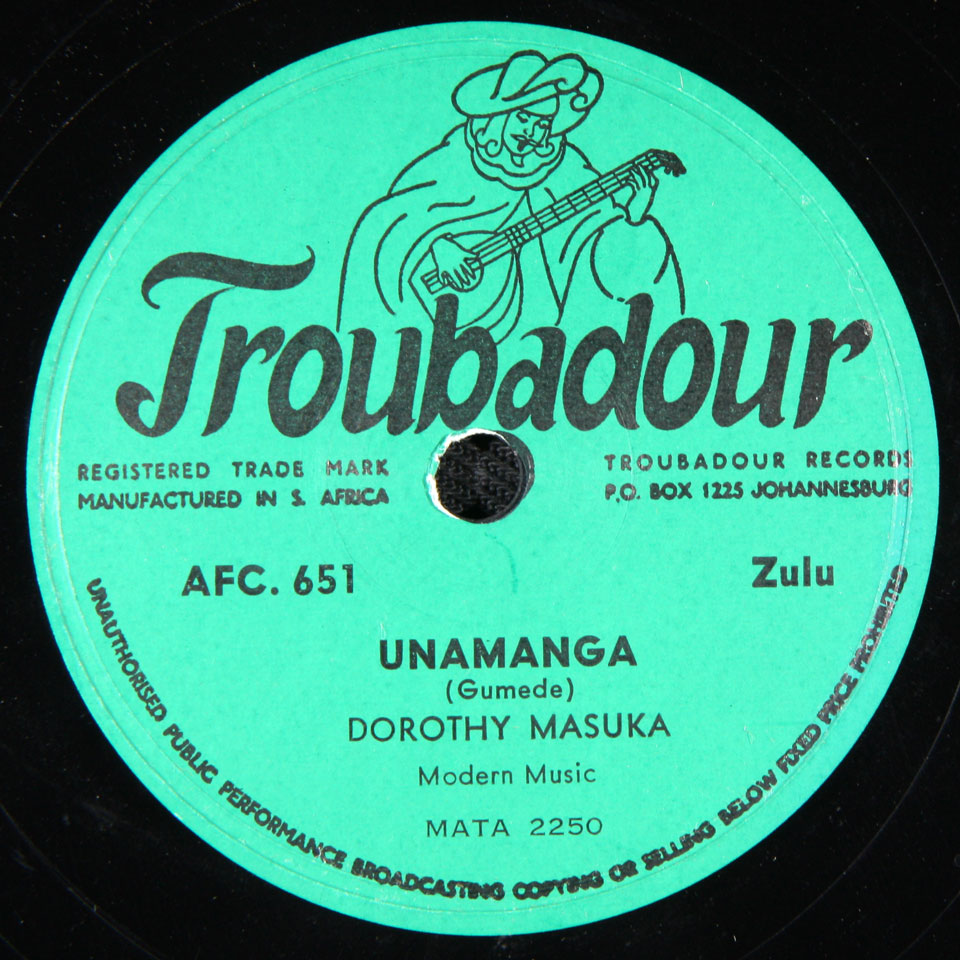 Troubadour
REGISTERED TRADE MARK
MANUFACTURED IN S. AFRICA
TROUBADOUR RECORDS
P.O. BOX 1225 JOHANNESBURG
AFC. 651
Zulu
UNAMANGA
(Gumede)
DOROTHY MASUKA
Modern Music
MATA 2250
UNAUTHORISED PUBLIC PERFORMANCE BROADCASTING COPYING OR SELLING BELOW FIXED PRICE PROHIBITED